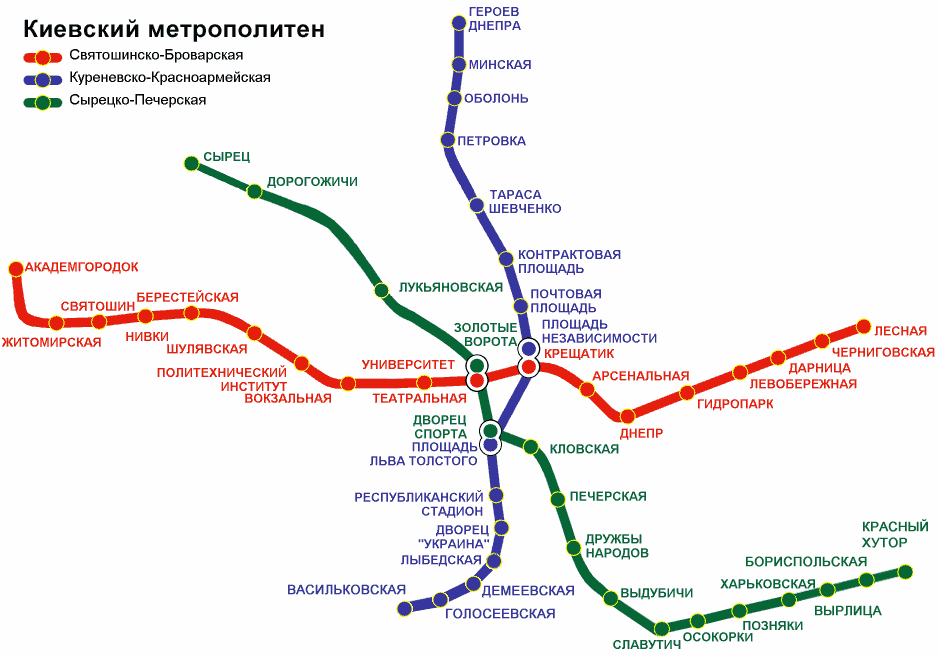 Киевский метрополитен
Святошинско-Броварская
Куреневско-Красноармейская
Сырецко-Печерская
ГЕРОЕВ
ДНЕПРА
МИНСКАЯ
ОБОЛОНЬ
ПЕТРОВКА
ТАРАСА
ШЕВЧЕНКО
КОНТРАКТОВАЯ
ПЛОЩАДЬ
ПОЧТОВАЯ
ПЛОЩАДЬ
ПЛОЩАДЬ
НЕЗАВИСИМОСТИ
КРЕЩАТИК
СЫРЕЦ
ДОРОГОЖИЧИ
ЛУКЬЯНОВСКАЯ
ЗОЛОТЫЕ
ВОРОТА
АКАДЕМГОРОДОК
ЖИТОМИРСКАЯ
СВЯТОШИН
НИВКИ
БЕРЕСТЕЙСКАЯ
ШУЛЯВСКАЯ
ПОЛИТЕХНИЧЕСКИЙ
ИНСТИТУТ
ВОКЗАЛЬНАЯ
УНИВЕРСИТЕТ
ТЕАТРАЛЬНАЯ
АРСЕНАЛЬНАЯ
ДНЕПР
ГИДРОПАРК
ЛЕВОБЕРЕЖНАЯ
ДАРНИЦА
ЧЕРНИГОВСКАЯ
ЛЕСНАЯ
ДВОРЕЦ
СПОРТА
ПЛОЩАДЬ
ЛЬВА ТОЛСТОГО
РЕСПУБЛИКАНСКИЙ
СТАДИОН
ДВОРЕЦ
"УКРАИНА"
ЛЫБЕДСКАЯ
ДЕМЕЕВСКАЯ
ГОЛОСЕЕВСКАЯ
ВАСИЛЬКОВСКАЯ
КЛОВСКАЯ
ПЕЧЕРСКАЯ
ДРУЖБЫ
НАРОДОВ
ВЫДУБИЧИ
СЛАВУТИЧ
ОСОКОРКИ
ПОЗНЯКИ
ХАРЬКОВСКАЯ
ВЫРЛИЦА
БОРИСПОЛЬСКАЯ
КРАСНЫЙ
ХУТОР